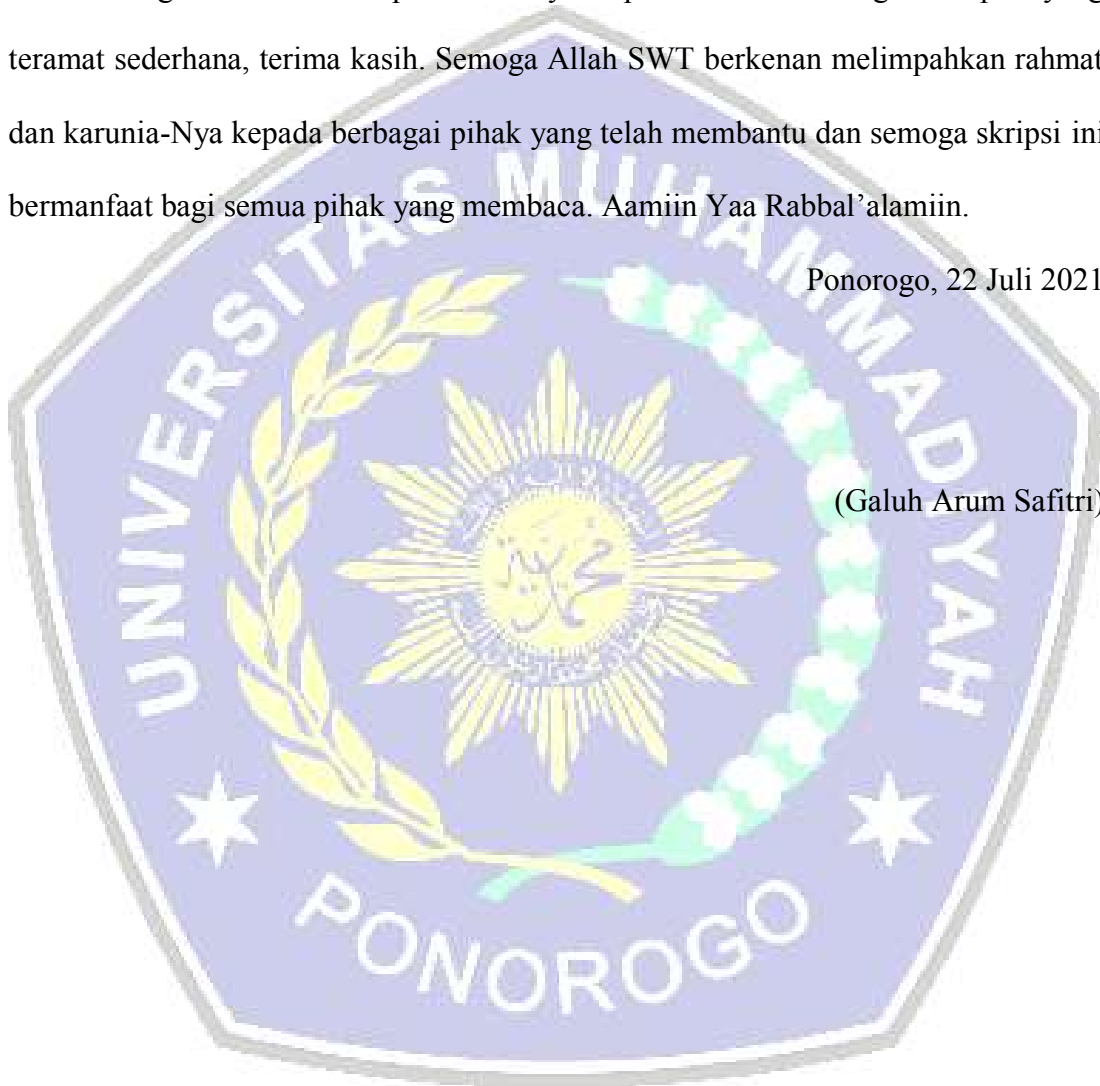 teramat sederhana, terima kasih. Semoga Allah SWT berkenan melimpahkan rahmat
dan karunia-Nya kepada berbagai pihak yang telah membantu dan semoga skripsi ini
bermanfaat bagi semua pihak yang membaca. Aamiin Yaa Rabbal’alamiin.
Ponorogo, 22 Juli 2021
(Galuh Arum Safitri)
UNIVERSITAS MUHAMMADIYAH
PONOROGO